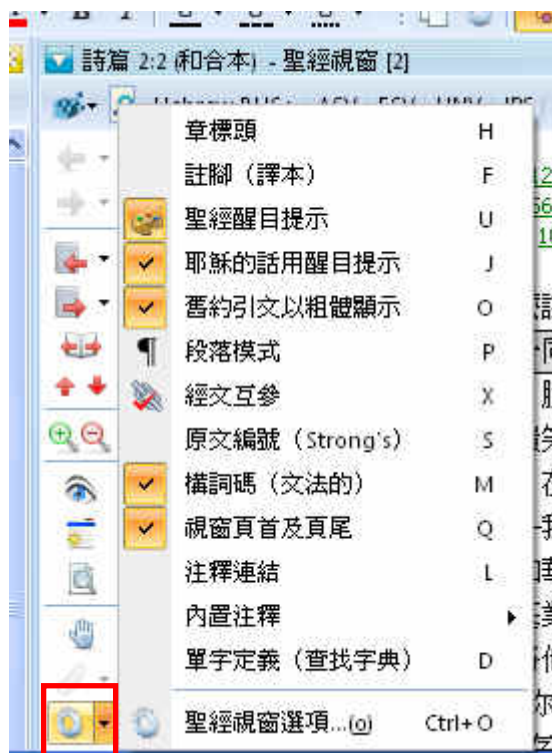 詩篇 2:2 (和合本) - 聖經視窗 [2]
章標頭 H
註腳（譯本） F
聖經醒目提示 U
耶穌的話用醒目提示 J
舊約引文以粗體顯示 O
段落模式 P
經文互參 X
原文編號（Strong's） S
構詞碼（文法的） M
視窗頁首及頁尾 Q
注釋連結 L
內置注釋
單字定義（查找字典） D
聖經視窗選項...(o) Ctrl+O